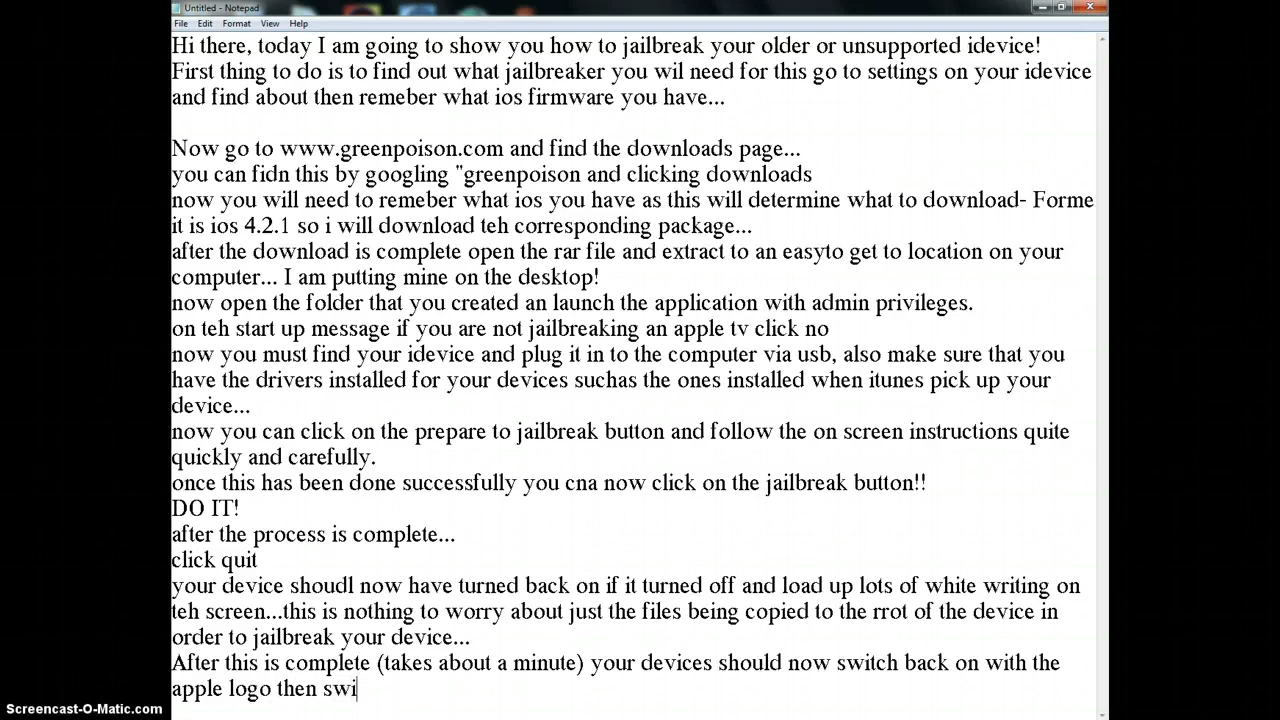 Untitled - Notepad
File Edit Format View Help
Hi there, today I am going to show you how to jailbreak your older or unsupported idevice!
First thing to do is to find out what jailbreaker you wil need for this go to settings on your idevice
and find about then remeber what ios firmware you have...
Now go to www.greenpoison.com and find the downloads page...
you can fidn this by googling "greenpoison and clicking downloads
now you will need to remeber what ios you have as this will determine what to download- Forme
it is ios 4.2.1 so i will download teh corresponding package...
after the download is complete open the rar file and extract to an easyto get to location on your
computer... I am putting mine on the desktop!
now open the folder that you created an launch the application with admin privileges.
on teh start up message if you are not jailbreaking an apple tv click no
now you must find your idevice and plug it in to the computer via usb, also make sure that you
have the drivers installed for your devices suchas the ones installed when itunes pick up your
device...
now you can click on the prepare to jailbreak button and follow the on screen instructions quite
quickly and carefully.
once this has been done successfully you cna now click on the jailbreak button!!
DO IT!
after the process is complete...
click quit
your device shoudl now have turned back on if it turned off and load up lots of white writing on
teh screen...this is nothing to worry about just the files being copied to the rrot of the device in
order to jailbreak your device...
After this is complete (takes about a minute) your devices should now switch back on with the
apple logo then swi
Screencast-O-Matic.com